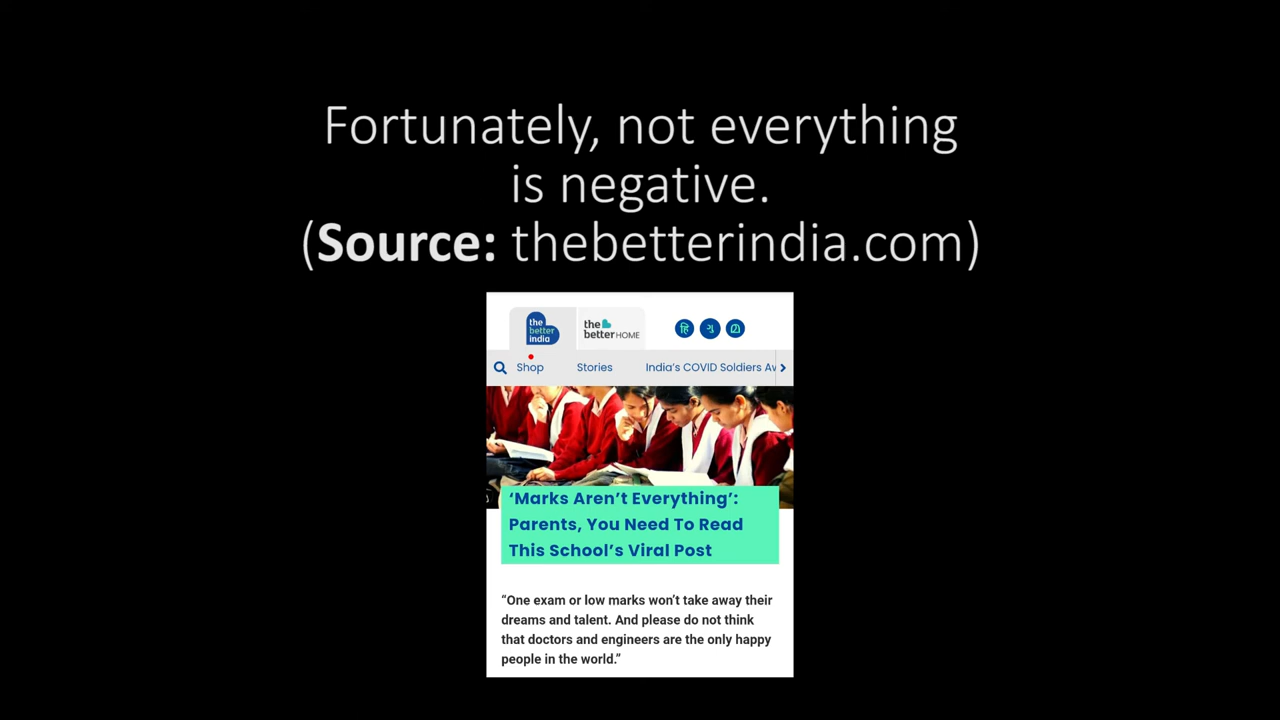 Fortunately, not everything
is negative.
(Source: thebetterindia.com)
the
better
india
the
betterHOME
हि
ગુ
Shop
Stories
India's COVID Soldiers Aw
‘Marks Aren’t Everything’:
Parents, You Need To Read
This School’s Viral Post
“One exam or low marks won’t take away their
dreams and talent. And please do not think
that doctors and engineers are the only happy
people in the world.”